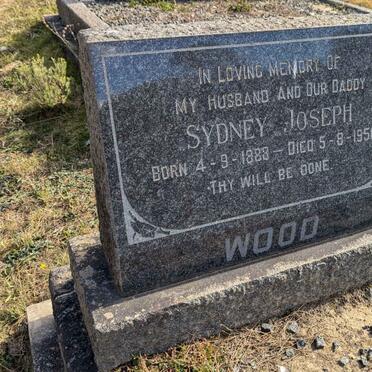 IN LOVING MEMORY OF
MY HUSBAND AND OUR DADDY
SYDNEY JOSEPH
BORN 4-9-1888 - DIED 5-8-195
THY WILL BE DONE
WOOD